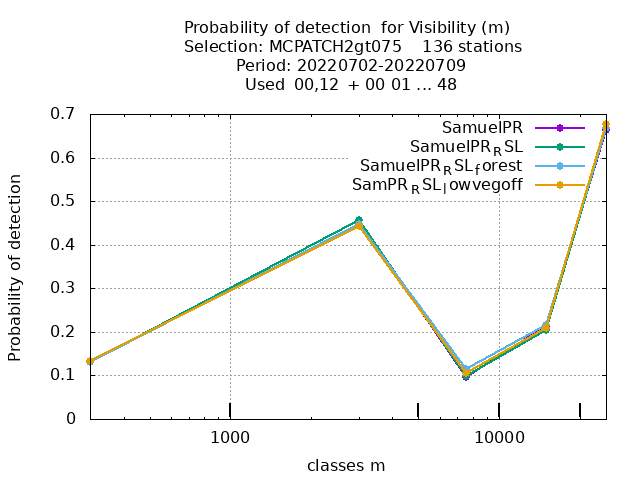 Probability of detection  for Visibility (m)
Selection: MCPATCH2gt075    136 stations
Period: 20220702-20220709
Used  00,12  + 00 01 ... 48
SamuelPR
SamuelPR_RSL
SamuelPR_RSL_forest
SamPR_RSL_lowvegoff
Probability of detection
0.7
0.6
0.5
0.4
0.3
0.2
0.1
0
1000
10000
classes m